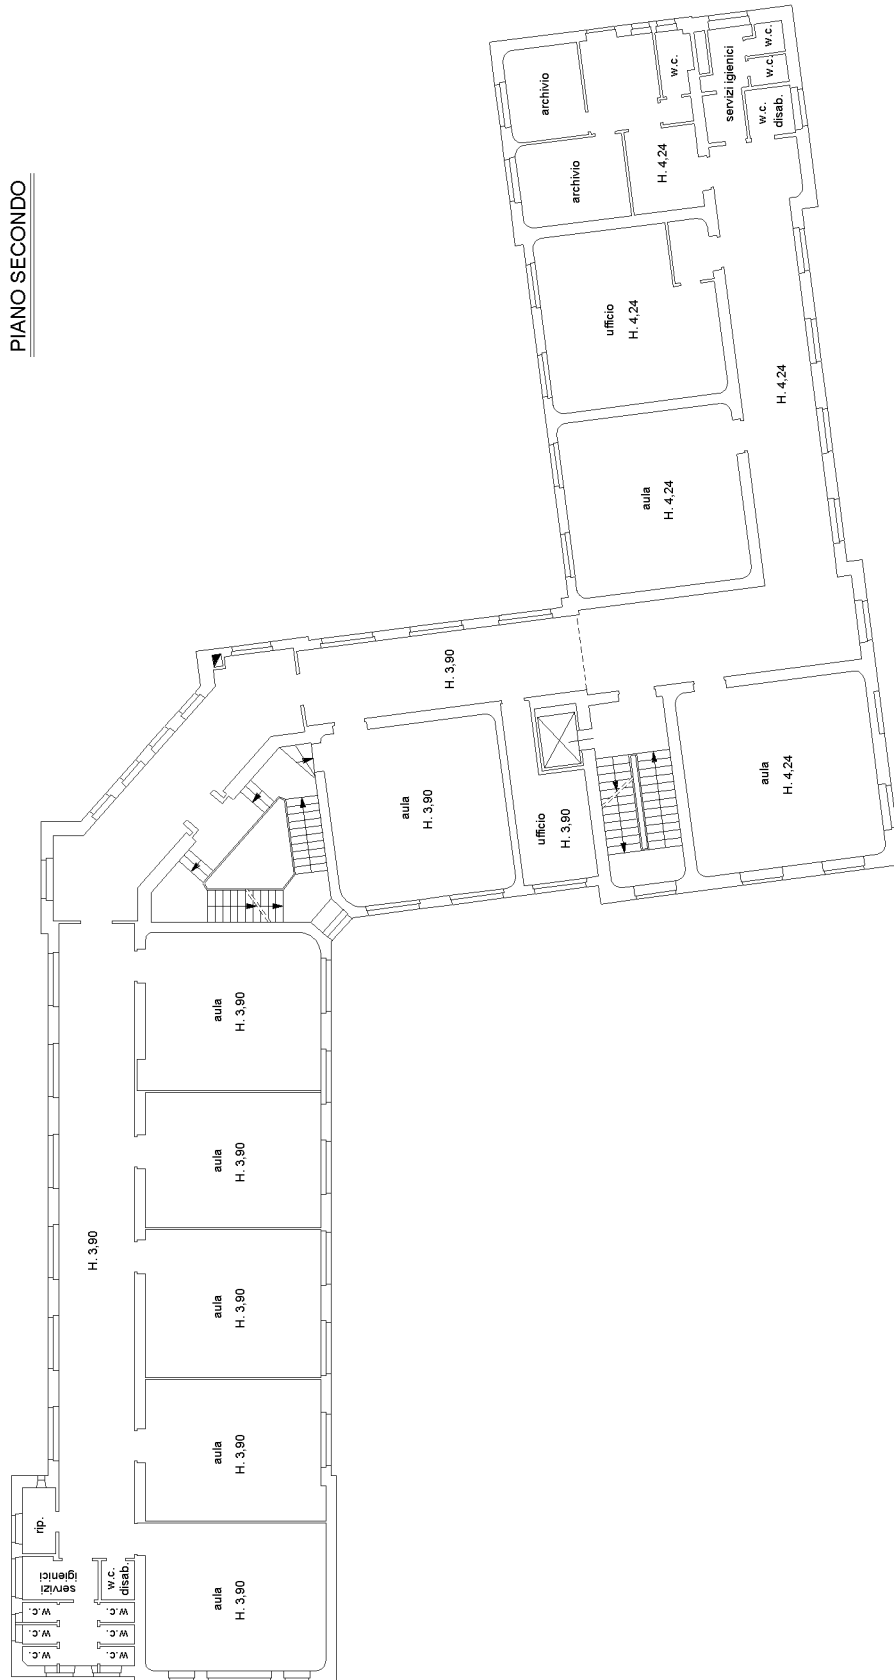 PIANO SECONDO
archivio
w.c.
servizi igienici
w.c.
w.c.
w.c.
disab.
archivio
H. 4,24
ufficio
H. 4,24
H. 4,24
aula
H. 4,24
H. 3,90
aula
H. 4,24
aula
H. 3,90
ufficio
H. 3,90
aula
H. 3,90
aula
H. 3,90
H. 3,90
aula
H. 3,90
aula
H. 3,90
rip.
servizi
igienici
w.c.
disab.
aula
H. 3,90
w.c.
w.c.
w.c.
w.c.
w.c.
w.c.